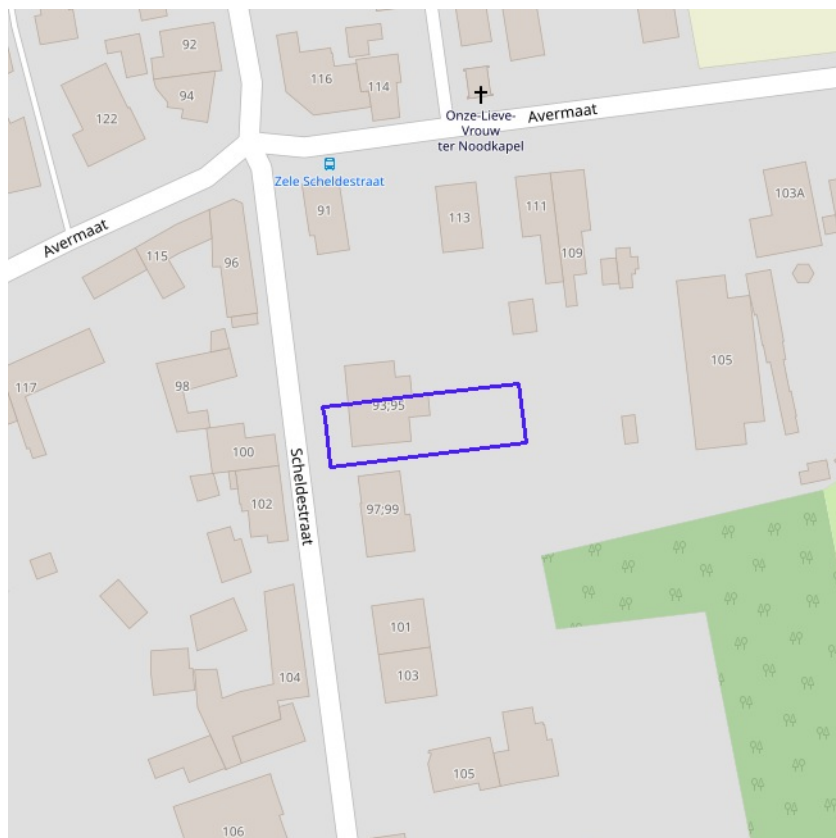 92
94
122
116
114
Onze-Lieve-
Vrouw
ter Noodkapel
Avermaat
Zele Scheldestraat
91
113
111
109
103A
Avermaat
115
96
117
98
93;95
105
100
102
Scheldestraat
97;99
101
103
104
105
106